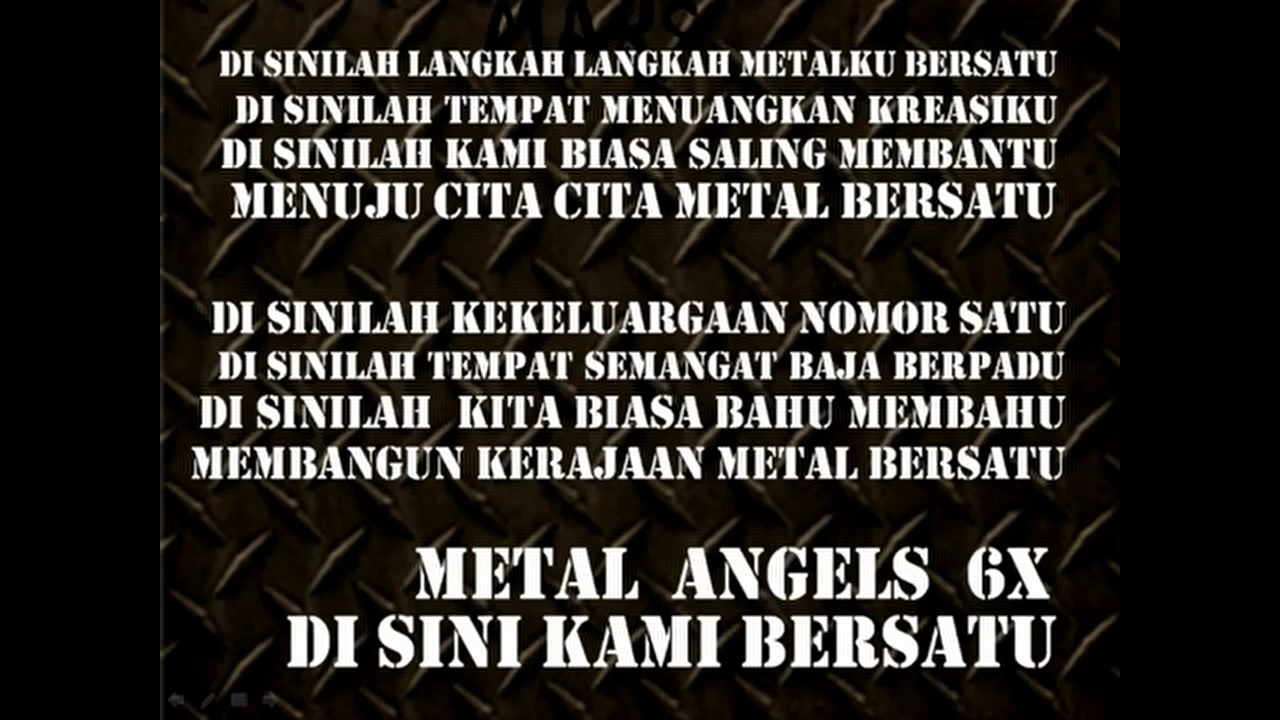 MARS
DI SINILAH LANGKAH LANGKAH METALKU BERSATU
DI SINILAH TEMPAT MENUANGKAN KREASIKU
DI SINILAH KAMI BIASA SALING MEMBANTU
MENUJU CITA CITA METAL BERSATU
DI SINILAH KEKELUARGAAN NOMOR SATU
DI SINILAH TEMPAT SEMANGAT BAJA BERPADU
DI SINILAH KITA BIASA BAHU MEMBAHU
MEMBANGUN KERAJAAN METAL BERSATU
METAL ANGELS 6X
DI SINI KAMI BERSATU